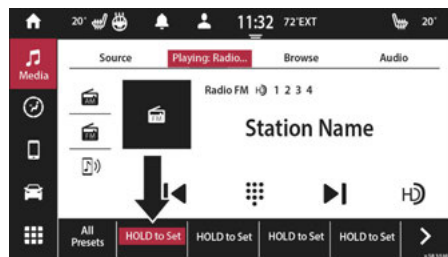 20° 11:32 72°EXT 20°
Source Playing: Radio... Browse Audio
Media
Radio FM HD 1 2 3 4
AM
FM
Station Name
HD
All Presets HOLD to Set HOLD to Set HOLD to Set HOLD to Set